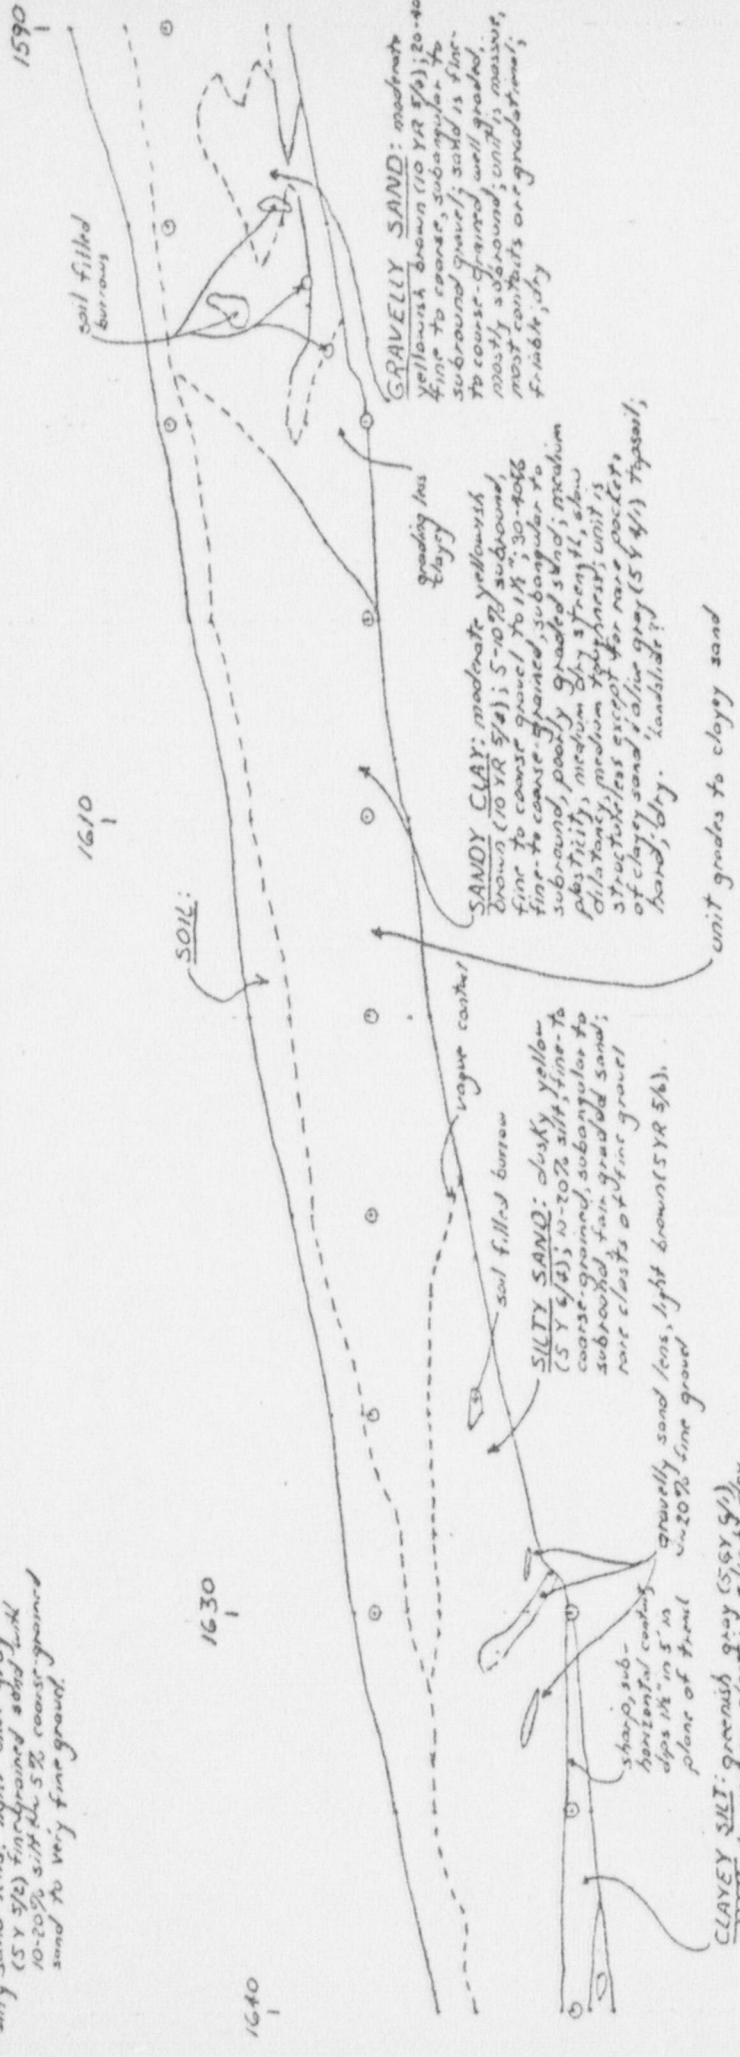 1590
1610
1630
1640
soil filled
burrows
SOIL:
GRAVELLY SAND: moderate
yellowish brown (10 YR 5/4); 20-40
fine to coarse, subangular to
subround gravel; sand is fine-
to course-grained, well graded,
mostly subround; unit is massive,
most contacts are gradational;
friable; dry
grading less
clayey
SANDY CLAY: moderate yellowish
brown (10 YR 5/4); 5-10% subround,
fine to coarse gravel to 1½"; 30-40%
fine-to coarse-grained, subangular to
subround, poorly graded sand; medium
plasticity, medium dry strength, slow
dilatancy, medium toughness; unit is
structureless except for rare pockets
of clayey sand & olive gray (5 Y 4/1) topsoil;
hard; dry. landslide?
unit grades to clayey sand
vague contact
soil filled burrow
SILTY SAND: dusky yellow
(5 Y 6/4); 10-20% silt, fine-to
coarse-grained, subangular to
subround, fair graded sand;
rare clasts of fine gravel
gravelly sand lens, light brown (5 YR 5/6).
~20% fine gravel
sharp, sub-
horizontal contact,
dips 1½" in 5' in
plane of trench
CLAYEY SILT: greenish gray (5 GY 6/1)
(5 Y 5/2) fine grained sand with
10-20% silt & 5% coarse-grained
sand to very fine gravel.